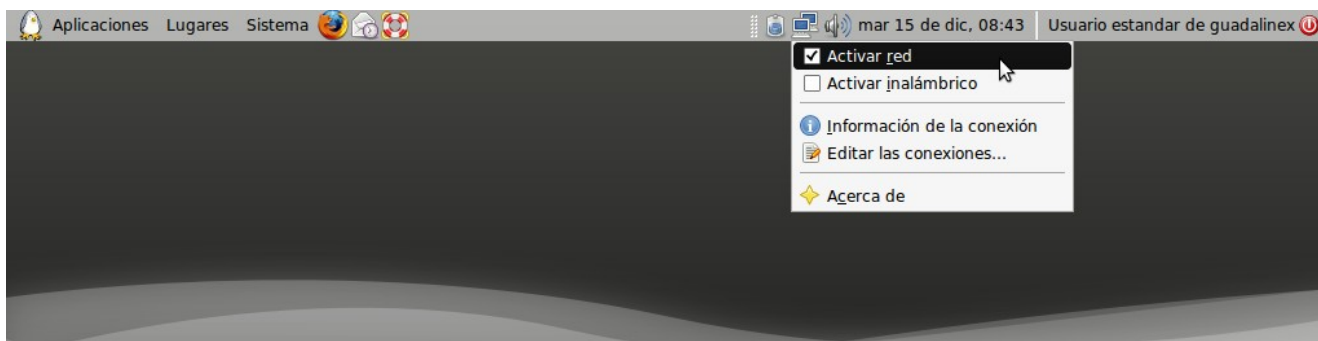 Aplicaciones Lugares Sistema mar 15 de dic, 08:43 Usuario estandar de guadalinex
Activar red
Activar inalámbrico
Información de la conexión
Editar las conexiones...
Acerca de